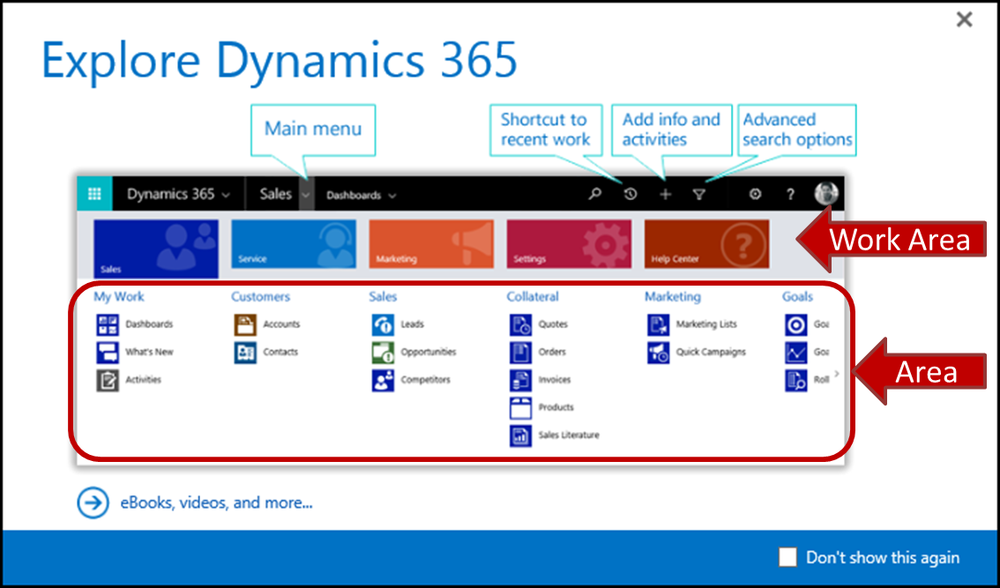 Explore Dynamics 365
Main menu
Shortcut to
recent work
Add info and
activities
Advanced
search options
Dynamics 365
Sales
Dashboards
?
Sales
Service
Marketing
Settings
Help Center
?
Work Area
My Work
Customers
Sales
Collateral
Marketing
Goals
Dashboards
Accounts
Leads
Quotes
Marketing Lists
Goa
What's New
Contacts
Opportunities
Orders
Quick Campaigns
Goa
Activities
Competitors
Invoices
Roll
Products
Sales Literature
Area
eBooks, videos, and more...
Don't show this again